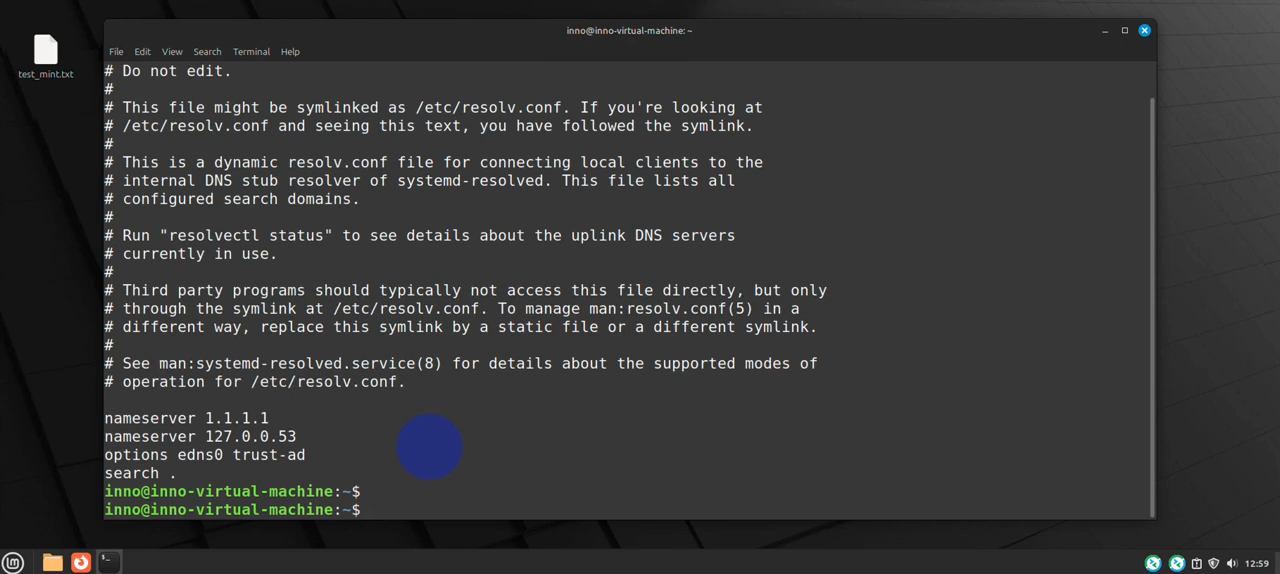 test_mint.txt
inno@inno-virtual-machine: ~
File Edit View Search Terminal Help
# Do not edit.
#
# This file might be symlinked as /etc/resolv.conf. If you're looking at
# /etc/resolv.conf and seeing this text, you have followed the symlink.
#
# This is a dynamic resolv.conf file for connecting local clients to the
# internal DNS stub resolver of systemd-resolved. This file lists all
# configured search domains.
#
# Run "resolvectl status" to see details about the uplink DNS servers
# currently in use.
#
# Third party programs should typically not access this file directly, but only
# through the symlink at /etc/resolv.conf. To manage man:resolv.conf(5) in a
# different way, replace this symlink by a static file or a different symlink.
#
# See man:systemd-resolved.service(8) for details about the supported modes of
# operation for /etc/resolv.conf.
nameserver 1.1.1.1
nameserver 127.0.0.53
options edns0 trust-ad
search .
inno@inno-virtual-machine:~$
inno@inno-virtual-machine:~$
12:59